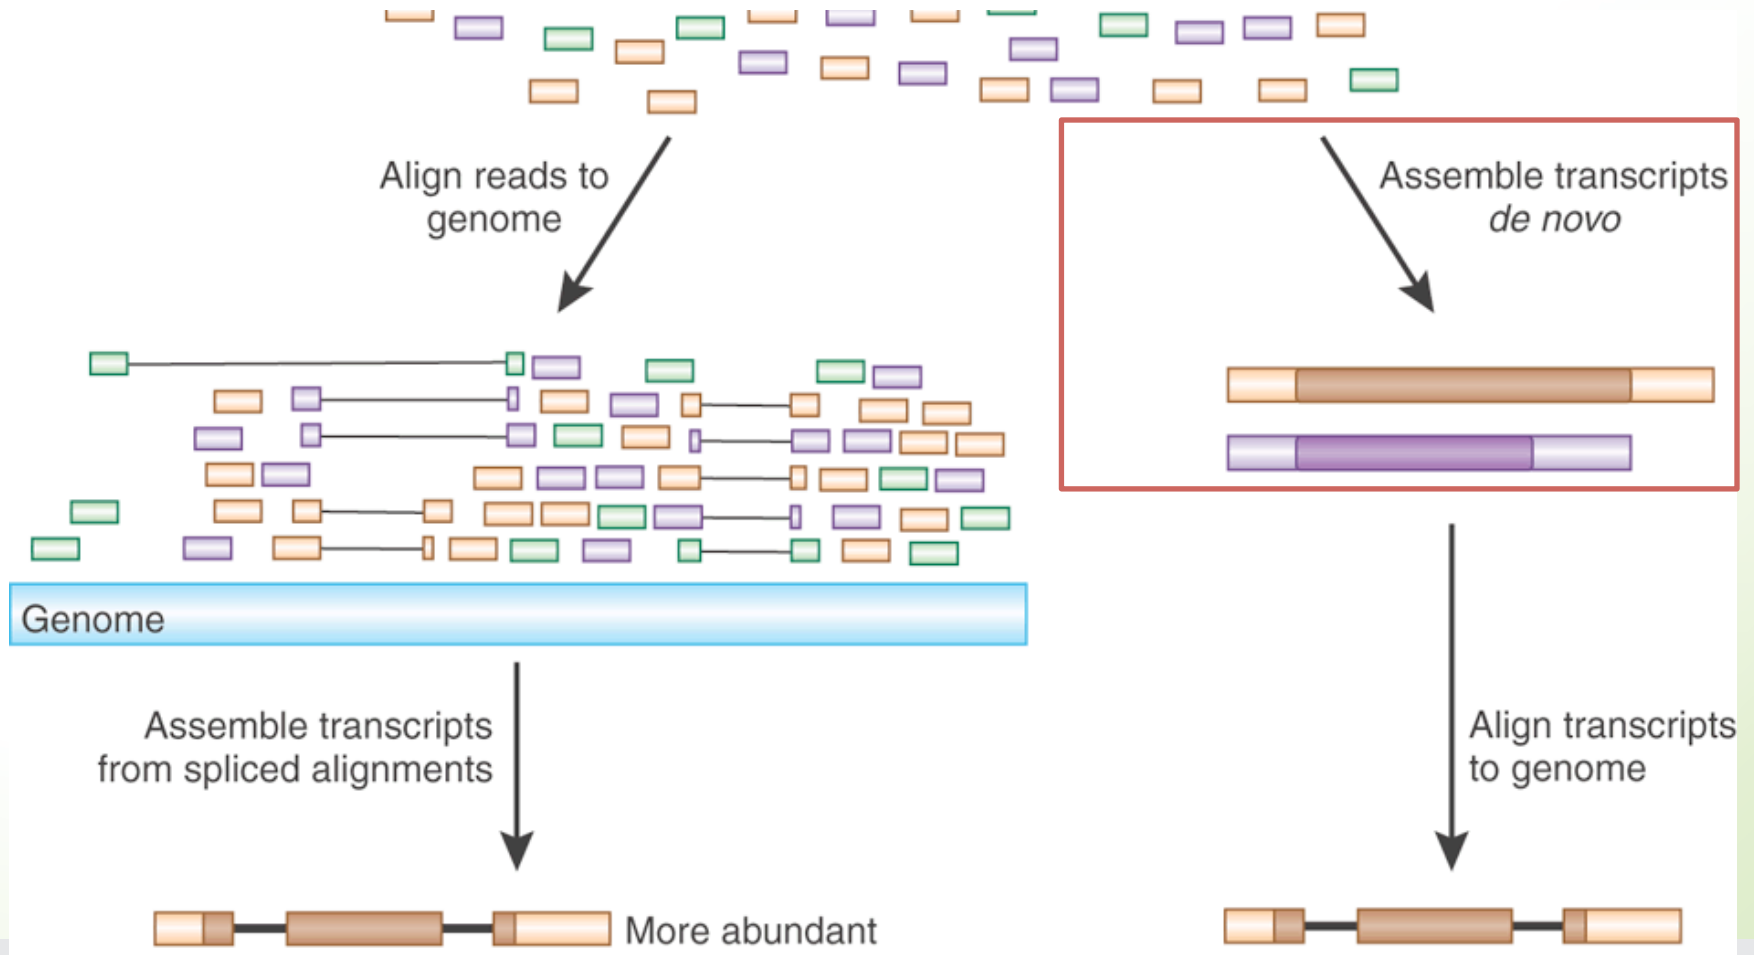 Align reads to
genome
Assemble transcripts
de novo
Genome
Assemble transcripts
from spliced alignments
Align transcripts
to genome
More abundant